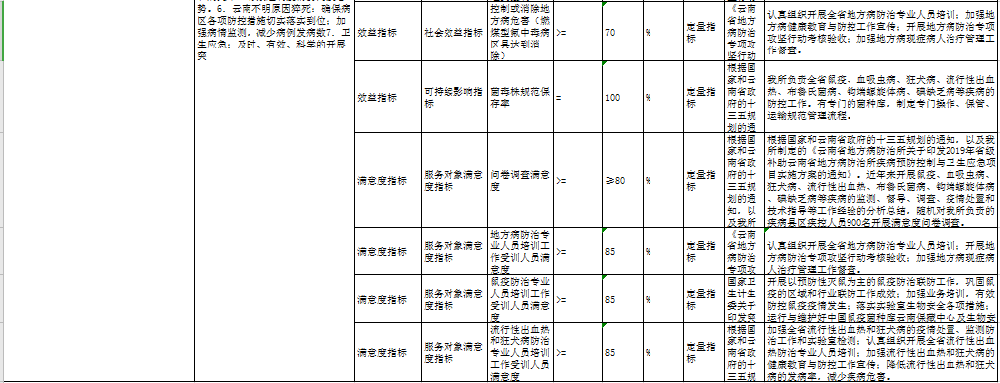 势。6. 云南不明原因猝死：确保病
区各项防控措施切实落实到位；加
强病情监测，减少病例发病数7. 卫
生应急：及时、有效、科学的开展
突
效益指标
社会效益指标
控制或消除地
方病危害（燃
煤型氟中毒病
区县达到消
除）
>=
70
%
定量指
标
《云南
省地方
病防治
专项攻
坚行动
认真组织开展全省地方病防治专业人员培训；加强地
方病健康教育与防控工作宣传；开展地方病防治专项
攻坚行动考核验收；加强地方病现症病人治疗管理工
作督查。
效益指标
可持续影响指
标
菌毒株规范保
存率
=
100
%
定量指
标
根据国
家和云
南省政
府的十
三五规
划的通
我所负责全省鼠疫、血吸虫病、狂犬病、流行性出血
热、布鲁氏菌病、钩端螺旋体病、碘缺乏病等疾病的
防控工作。有专门的菌种库，制定专门操作、保管、
运输规范管理流程。
满意度指标
服务对象满意
度指标
问卷调查满意
度
>=
≥80
%
定量指
标
根据国
家和云
南省政
府的十
三五规
划的通
知，以
及我所
根据国家和云南省政府的十三五规划的通知，以及我
所制定的《云南省地方病防治所关于印发2019年省级
补助云南省地方病防治所疾病预防控制与卫生应急项
目实施方案的通知》。近年来开展鼠疫、血吸虫病、
狂犬病、流行性出血热、布鲁氏菌病、钩端螺旋体病
、碘缺乏病等疾病的监测、督导、调查、疫情处置和
技术指导等工作经验的分析总结，随机对我所负责的
疾病县区疾控人员900名开展满意度问卷调查。
满意度指标
服务对象满意
度指标
地方病防治专
业人员培训工
作受训人员满
意度
>=
85
%
定量指
标
《云南
省地方
病防治
专项攻
认真组织开展全省地方病防治专业人员培训；开展地
方病防治专项攻坚行动考核验收；加强地方病现症病
人治疗管理工作督查。
满意度指标
服务对象满意
度指标
鼠疫防治专业
人员培训工作
受训人员满意
度
>=
85
%
定量指
标
国家卫
生计生
委关于
印发突
开展以预防性灭鼠为主的鼠疫防治联防工作，巩固鼠
疫的区域和行业联防工作成效；加强业务培训，有效
防控鼠疫疫情发生；落实实验室生物安全各项措施；
运行与维护好中国鼠疫菌种库云南保藏中心及生物安
满意度指标
服务对象满意
度指标
流行性出血热
和狂犬病防治
专业人员培训
工作受训人员
满意度
>=
85
%
定量指
标
根据国
家和云
南省政
府的十
三五规
加强全省流行性出血热和狂犬病的疫情处置、监测防
治工作和实验室检测；认真组织开展全省流行性出血
热防治专业人员培训；加强流行性出血热和狂犬病的
健康教育与防控工作宣传；降低流行性出血热和狂犬
病的发病率，减少疾病危害。